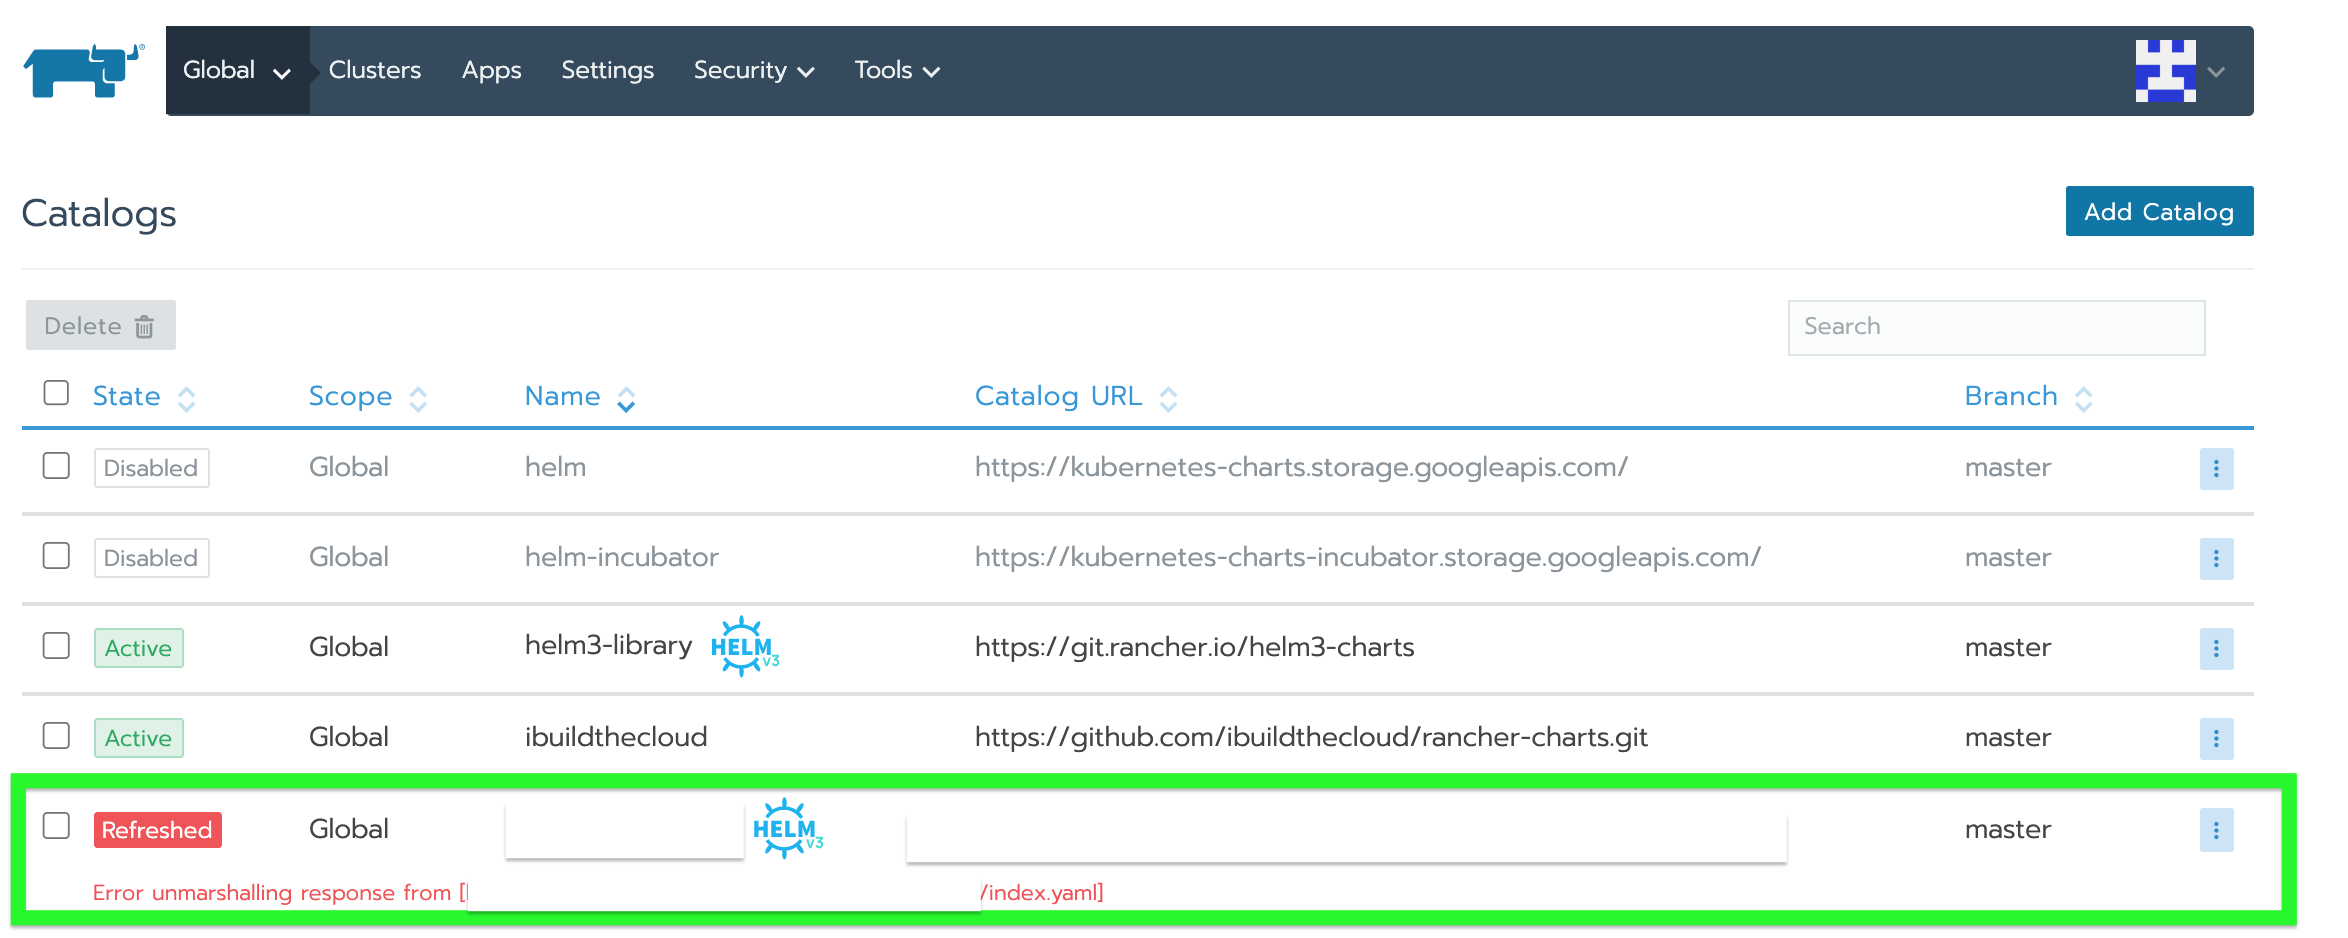 Global Clusters Apps Settings Security Tools
Catalogs
Add Catalog
Delete
Search
State Scope Name Catalog URL Branch
Disabled Global helm https://kubernetes-charts.storage.googleapis.com/ master
Disabled Global helm-incubator https://kubernetes-charts-incubator.storage.googleapis.com/ master
Active Global helm3-library HELM v3 https://git.rancher.io/helm3-charts master
Active Global ibuildthecloud https://github.com/ibuildthecloud/rancher-charts.git master
Refreshed Global HELM v3 master
Error unmarshalling response from [ /index.yaml]